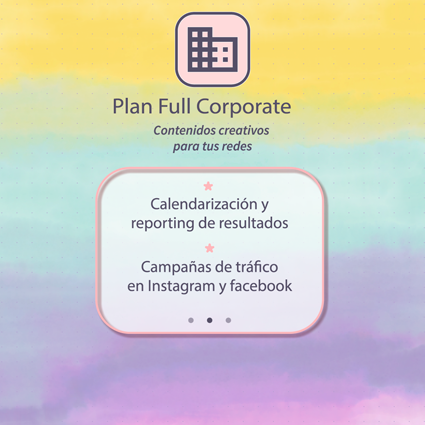 Plan Full Corporate
Contenidos creativos
para tus redes
Calendarización y
reporting de resultados
Campañas de tráfico
en Instagram y facebook